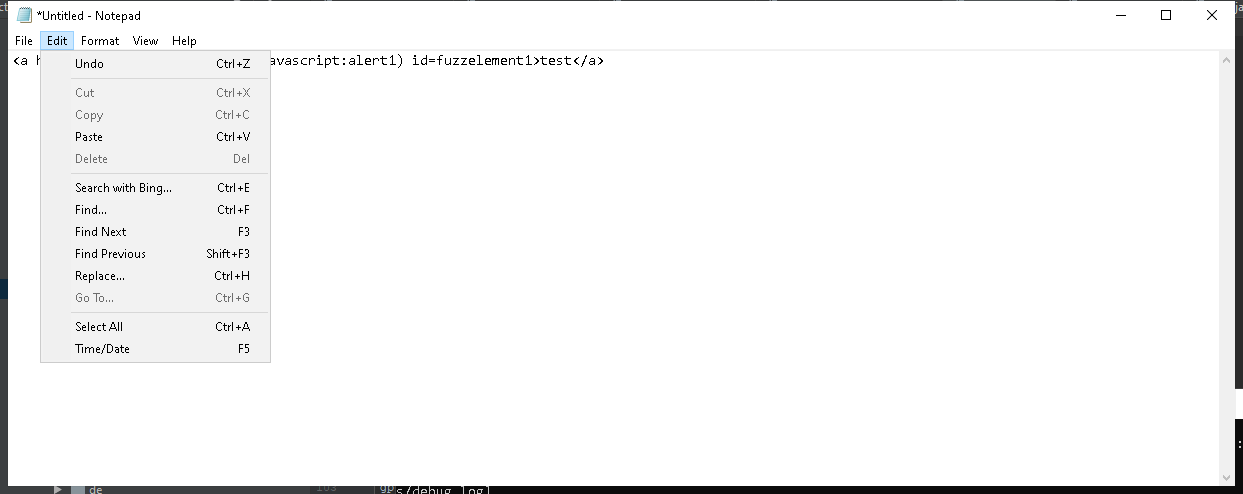 *Untitled - Notepad
File Edit Format View Help
<a h avascript:alert1) id=fuzzelement1>test</a>
Undo Ctrl+Z
Cut Ctrl+X
Copy Ctrl+C
Paste Ctrl+V
Delete Del
Search with Bing... Ctrl+E
Find... Ctrl+F
Find Next F3
Find Previous Shift+F3
Replace... Ctrl+H
Go To... Ctrl+G
Select All Ctrl+A
Time/Date F5
de 103 s/debug.log]